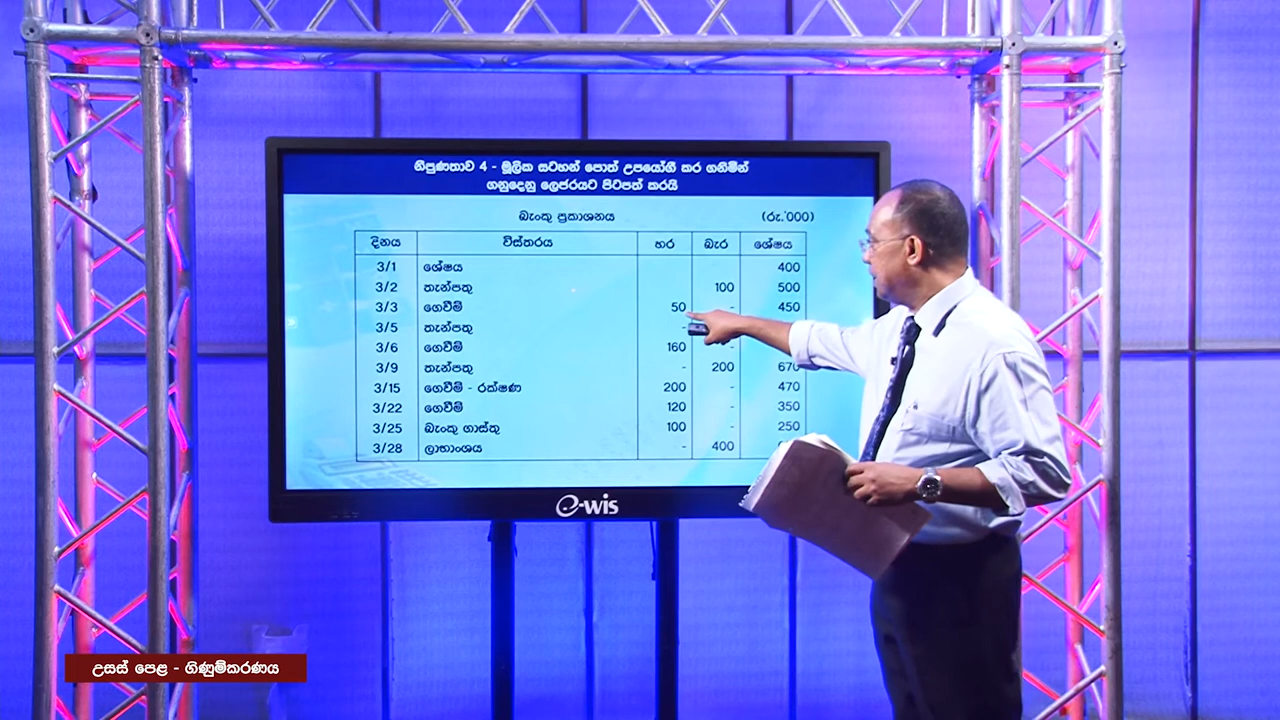 නිපුණතාව 4 - මූලික සටහන් පොත් උපයෝගී කර ගනිමින්
ගනුදෙනු ලෙජරයට පිටපත් කරයි
බැංකු ප්‍රකාශනය (රු.'000)
දිනය විස්තරය හර බැර ශේෂය
3/1 ශේෂය 400
3/2 තැන්පතු 100 500
3/3 ගෙවීම් 50 - 450
3/5 තැන්පතු -
3/6 ගෙවීම් 160 -
3/9 තැන්පතු - 200 670
3/15 ගෙවීම් - රක්ෂණ 200 - 470
3/22 ගෙවීම් 120 - 350
3/25 බැංකු ගාස්තු 100 - 250
3/28 ලාභාංශය - 400
e-wis
උසස් පෙළ - ගිණුම්කරණය